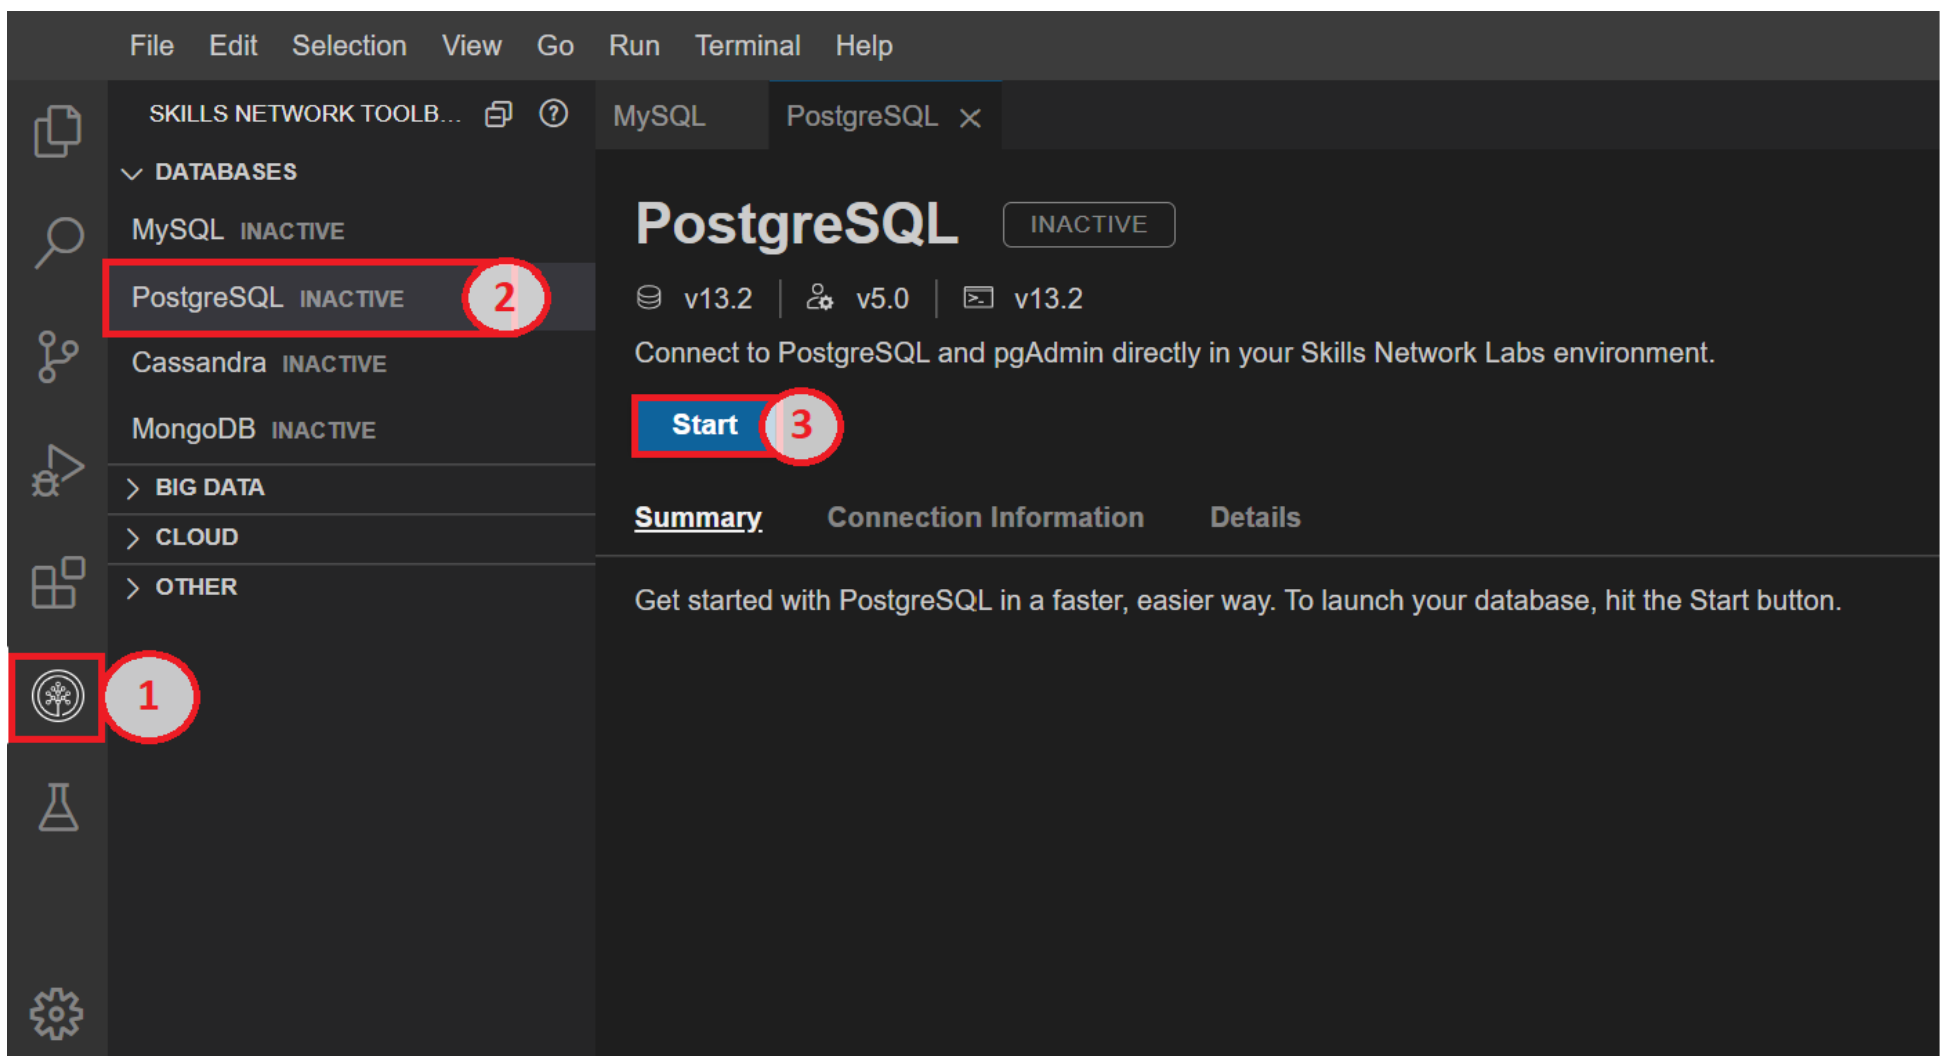 File Edit Selection View Go Run Terminal Help
SKILLS NETWORK TOOLB...
DATABASES
MySQL INACTIVE
PostgreSQL INACTIVE 2
Cassandra INACTIVE
MongoDB INACTIVE
BIG DATA
CLOUD
OTHER
1
MySQL PostgreSQL
PostgreSQL INACTIVE
v13.2 v5.0 v13.2
Connect to PostgreSQL and pgAdmin directly in your Skills Network Labs environment.
Start 3
Summary Connection Information Details
Get started with PostgreSQL in a faster, easier way. To launch your database, hit the Start button.